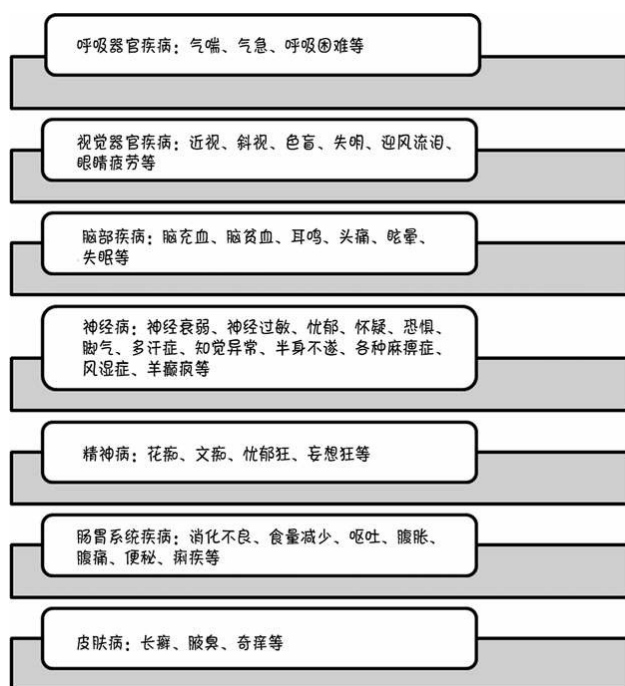 呼吸器官疾病：气喘、气急、呼吸困难等
视觉器官疾病：近视、斜视、色盲、失明、迎风流泪、
眼睛疲劳等
脑部疾病：脑充血、脑贫血、耳鸣、头痛、眩晕、
失眠等
神经病：神经衰弱、神经过敏、忧郁、怀疑、恐惧、
脚气、多汗症、知觉异常、半身不遂、各种麻痹症、
风湿症、羊癫疯等
精神病：花痴、文痴、忧郁狂、妄想狂等
肠胃系统疾病：消化不良、食量减少、呕吐、腹胀、
腹痛、便秘、痢疾等
皮肤病：长癣、腋臭、奇痒等